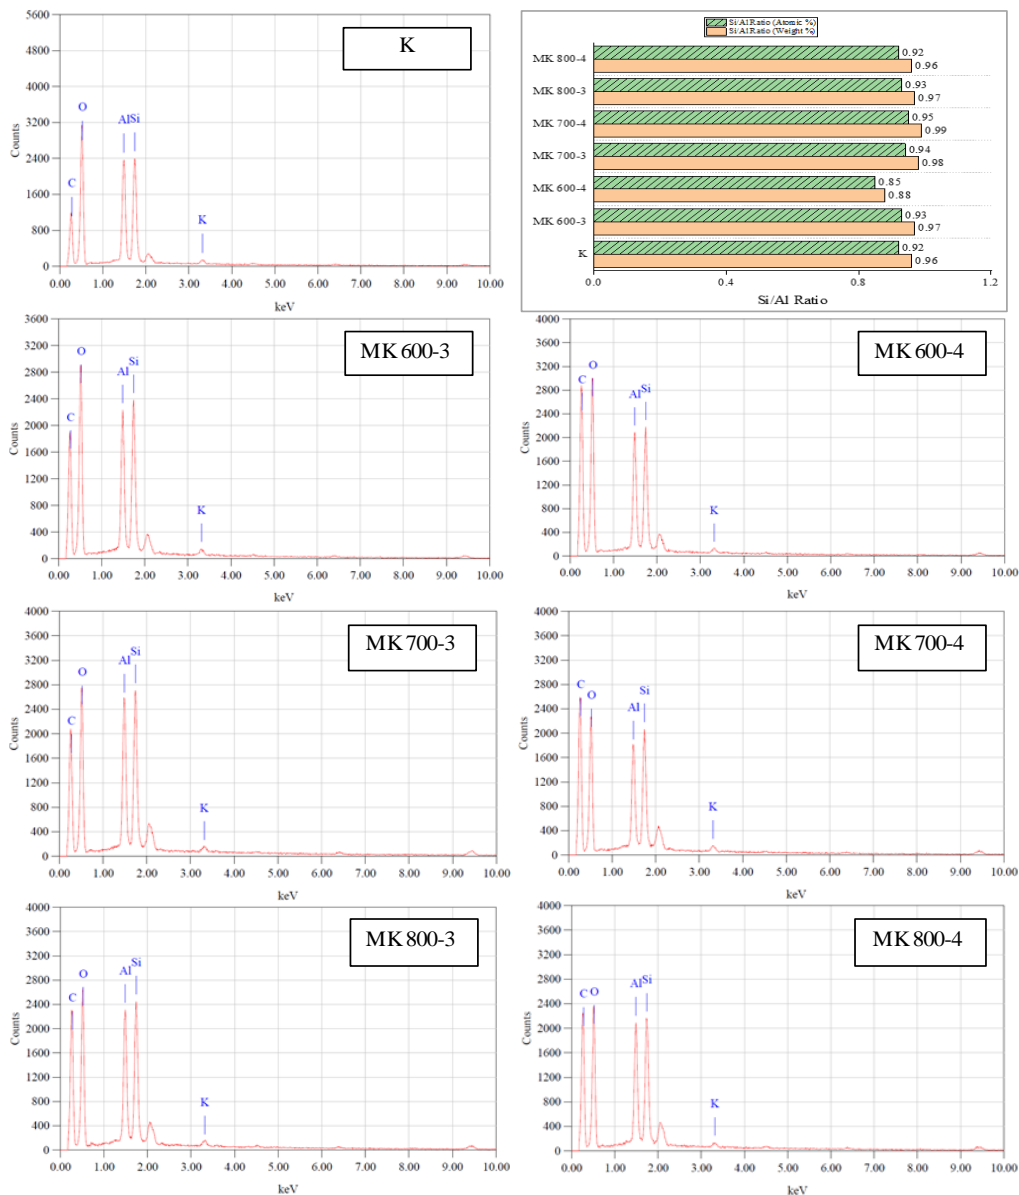 K
5600
4800
4000
3200
2400
1600
800
0
Counts
C
O
Al
Si
K
0.00 1.00 2.00 3.00 4.00 5.00 6.00 7.00 8.00 9.00 10.00
keV
Si/Al Ratio (Atomic %)
Si/Al Ratio (Weight %)
MK 800-4
0.92
0.96
MK 800-3
0.93
0.97
MK 700-4
0.95
0.99
MK 700-3
0.94
0.98
MK 600-4
0.85
0.88
MK 600-3
0.93
0.97
K
0.92
0.96
0.0 0.4 0.8 1.2
Si/Al Ratio
MK 600-3
3600
3200
2800
2400
2000
1600
1200
800
400
0
Counts
C
O
Al
Si
K
0.00 1.00 2.00 3.00 4.00 5.00 6.00 7.00 8.00 9.00 10.00
keV
MK 600-4
4000
3600
3200
2800
2400
2000
1600
1200
800
400
0
Counts
C
O
Al
Si
K
0.00 1.00 2.00 3.00 4.00 5.00 6.00 7.00 8.00 9.00 10.00
keV
MK 700-3
4000
3600
3200
2800
2400
2000
1600
1200
800
400
0
Counts
C
O
Al
Si
K
0.00 1.00 2.00 3.00 4.00 5.00 6.00 7.00 8.00 9.00 10.00
keV
MK 700-4
4000
3600
3200
2800
2400
2000
1600
1200
800
400
0
Counts
C
O
Al
Si
K
0.00 1.00 2.00 3.00 4.00 5.00 6.00 7.00 8.00 9.00 10.00
keV
MK 800-3
4000
3600
3200
2800
2400
2000
1600
1200
800
400
0
Counts
C
O
Al
Si
K
0.00 1.00 2.00 3.00 4.00 5.00 6.00 7.00 8.00 9.00 10.00
keV
MK 800-4
4000
3600
3200
2800
2400
2000
1600
1200
800
400
0
Counts
C
O
Al
Si
K
0.00 1.00 2.00 3.00 4.00 5.00 6.00 7.00 8.00 9.00 10.00
keV